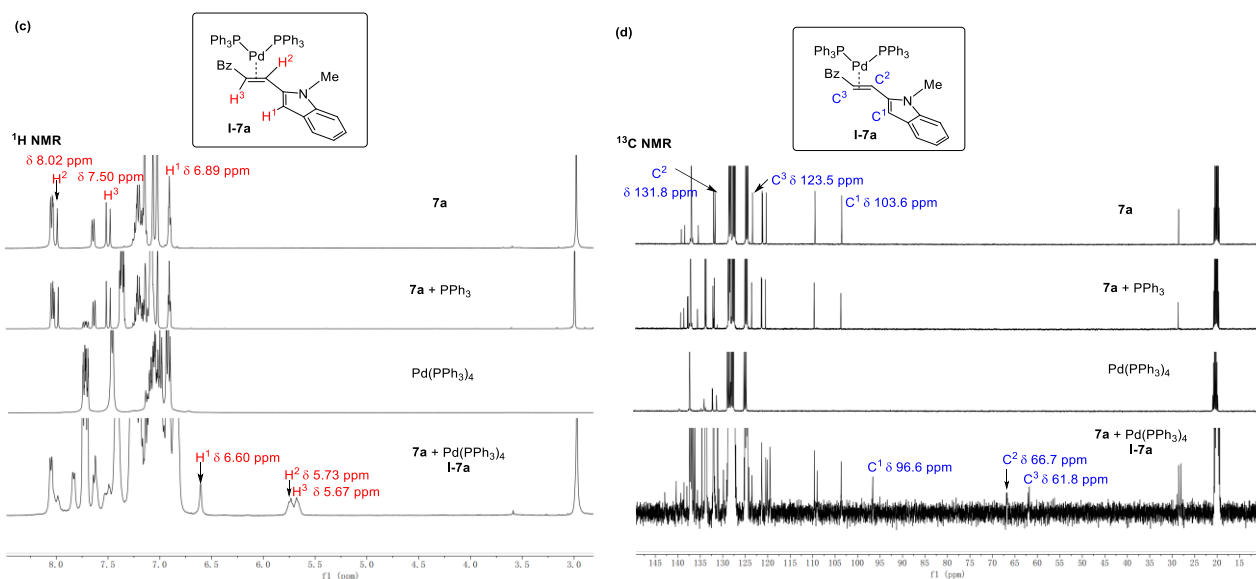 (c)
Ph₃P PPh₃
Pd
H²
Bz
Me
N
H³
H¹
I-7a
¹H NMR
δ 8.02 ppm
H² δ 7.50 ppm
H³
H¹ δ 6.89 ppm
7a
7a + PPh₃
Pd(PPh₃)₄
7a + Pd(PPh₃)₄
I-7a
H¹ δ 6.60 ppm
H² δ 5.73 ppm
H³ δ 5.67 ppm
8.0 7.5 7.0 6.5 6.0 5.5 5.0 4.5 4.0 3.5 3.0
f1 (ppm)
(d)
Ph₃P PPh₃
Pd
Bz
C²
Me
N
C³
C¹
I-7a
¹³C NMR
C²
δ 131.8 ppm
C³ δ 123.5 ppm
C¹ δ 103.6 ppm
7a
7a + PPh₃
Pd(PPh₃)₄
7a + Pd(PPh₃)₄
I-7a
C¹ δ 96.6 ppm
C² δ 66.7 ppm
C³ δ 61.8 ppm
145 135 125 115 105 95 90 85 80 75 70 65 60 55 50 45 40 35 30 25 20 15
f1 (ppm)